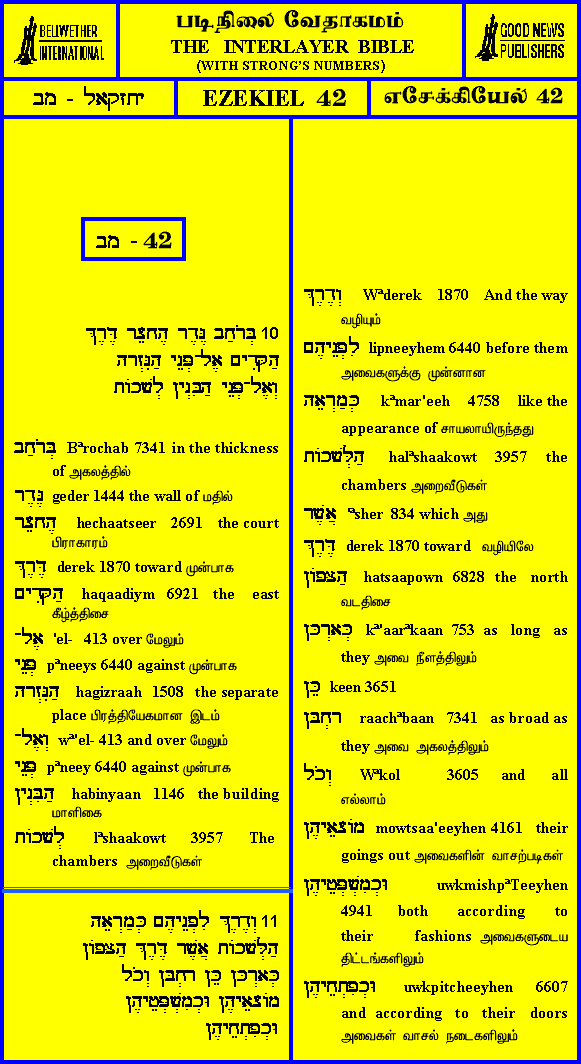 BELLWETHER
INTERNATIONAL
படிநிலை வேதாகமம்
THE INTERLAYER BIBLE
(WITH STRONG'S NUMBERS)
GOOD NEWS
PUBLISHERS
יחזקאל - מב
EZEKIEL 42
எசேக்கியேல் 42
מב - 42
10 בְּרֹחַב גֶּדֶר הֶחָצֵר דֶּרֶךְ
הַקָּדִים אֶל־פְּנֵי הַגִּזְרָה
וְאֶל־פְּנֵי הַבִּנְיָן לְשָׁכוֹת
בְּרֹחַב Bªrochab 7341 in the thickness
of அகலத்தில்
גֶּדֶר geder 1444 the wall of மதில்
הֶחָצֵר hechaatseer 2691 the court
பிராகாரம்
דֶּרֶךְ derek 1870 toward முன்பாக
הַקָּדִים haqaadiym 6921 the east
கீழ்த்திசை
אֶל־ 'el- 413 over மேலும்
פְּנֵי pªneeys 6440 against முன்பாக
הַגִּזְרָה hagizraah 1508 the separate
place பிரத்தியேகமான இடம்
וְאֶל־ wª'el- 413 and over மேலும்
פְּנֵי pªneey 6440 against முன்பாக
הַבִּנְיָן habinyaan 1146 the building
மாளிகை
לְשָׁכוֹת lªshaakowt 3957 The
chambers அறைவீடுகள்
11 וְדֶרֶךְ לִפְנֵיהֶם כְּמַרְאֵה
הַלְּשָׁכוֹת אֲשֶׁר דֶּרֶךְ הַצָּפוֹן
כְּאָרְכָּן כֵּן רָחְבָּן וְכֹל
מוֹצָאֵיהֶן וּכְמִשְׁפְּטֵיהֶן
וּכְפִתְחֵיהֶן
וְדֶרֶךְ Wªderek 1870 And the way
வழியும்
לִפְנֵיהֶם lipneeyhem 6440 before them
அவைகளுக்கு முன்னான
כְּמַרְאֵה kªmar'eeh 4758 like the
appearance of சாயலாயிருந்தது
הַלְּשָׁכוֹת halªshaakowt 3957 the
chambers அறைவீடுகள்
אֲשֶׁר ªsher 834 which அது
דֶּרֶךְ derek 1870 toward வழியிலே
הַצָּפוֹן hatsaapown 6828 the north
வடதிசை
כְּאָרְכָּן kª'aarªkaan 753 as long as
they அவை நீளத்திலும்
כֵּן keen 3651
רָחְבָּן raachªbaan 7341 as broad as
they அவை அகலத்திலும்
וְכֹל Wªkol 3605 and all
எல்லாம்
מוֹצָאֵיהֶן mowtsaa'eeyhen 4161 their
goings out அவைகளின் வாசற்படிகள்
וּכְמִשְׁפְּטֵיהֶן uwkmishpªTeeyhen
4941 both according to
their fashions அவைகளுடைய
திட்டங்களிலும்
וּכְפִתְחֵיהֶן uwkpitcheeyhen 6607
and according to their doors
அவைகள் வாசல் நடைகளிலும்